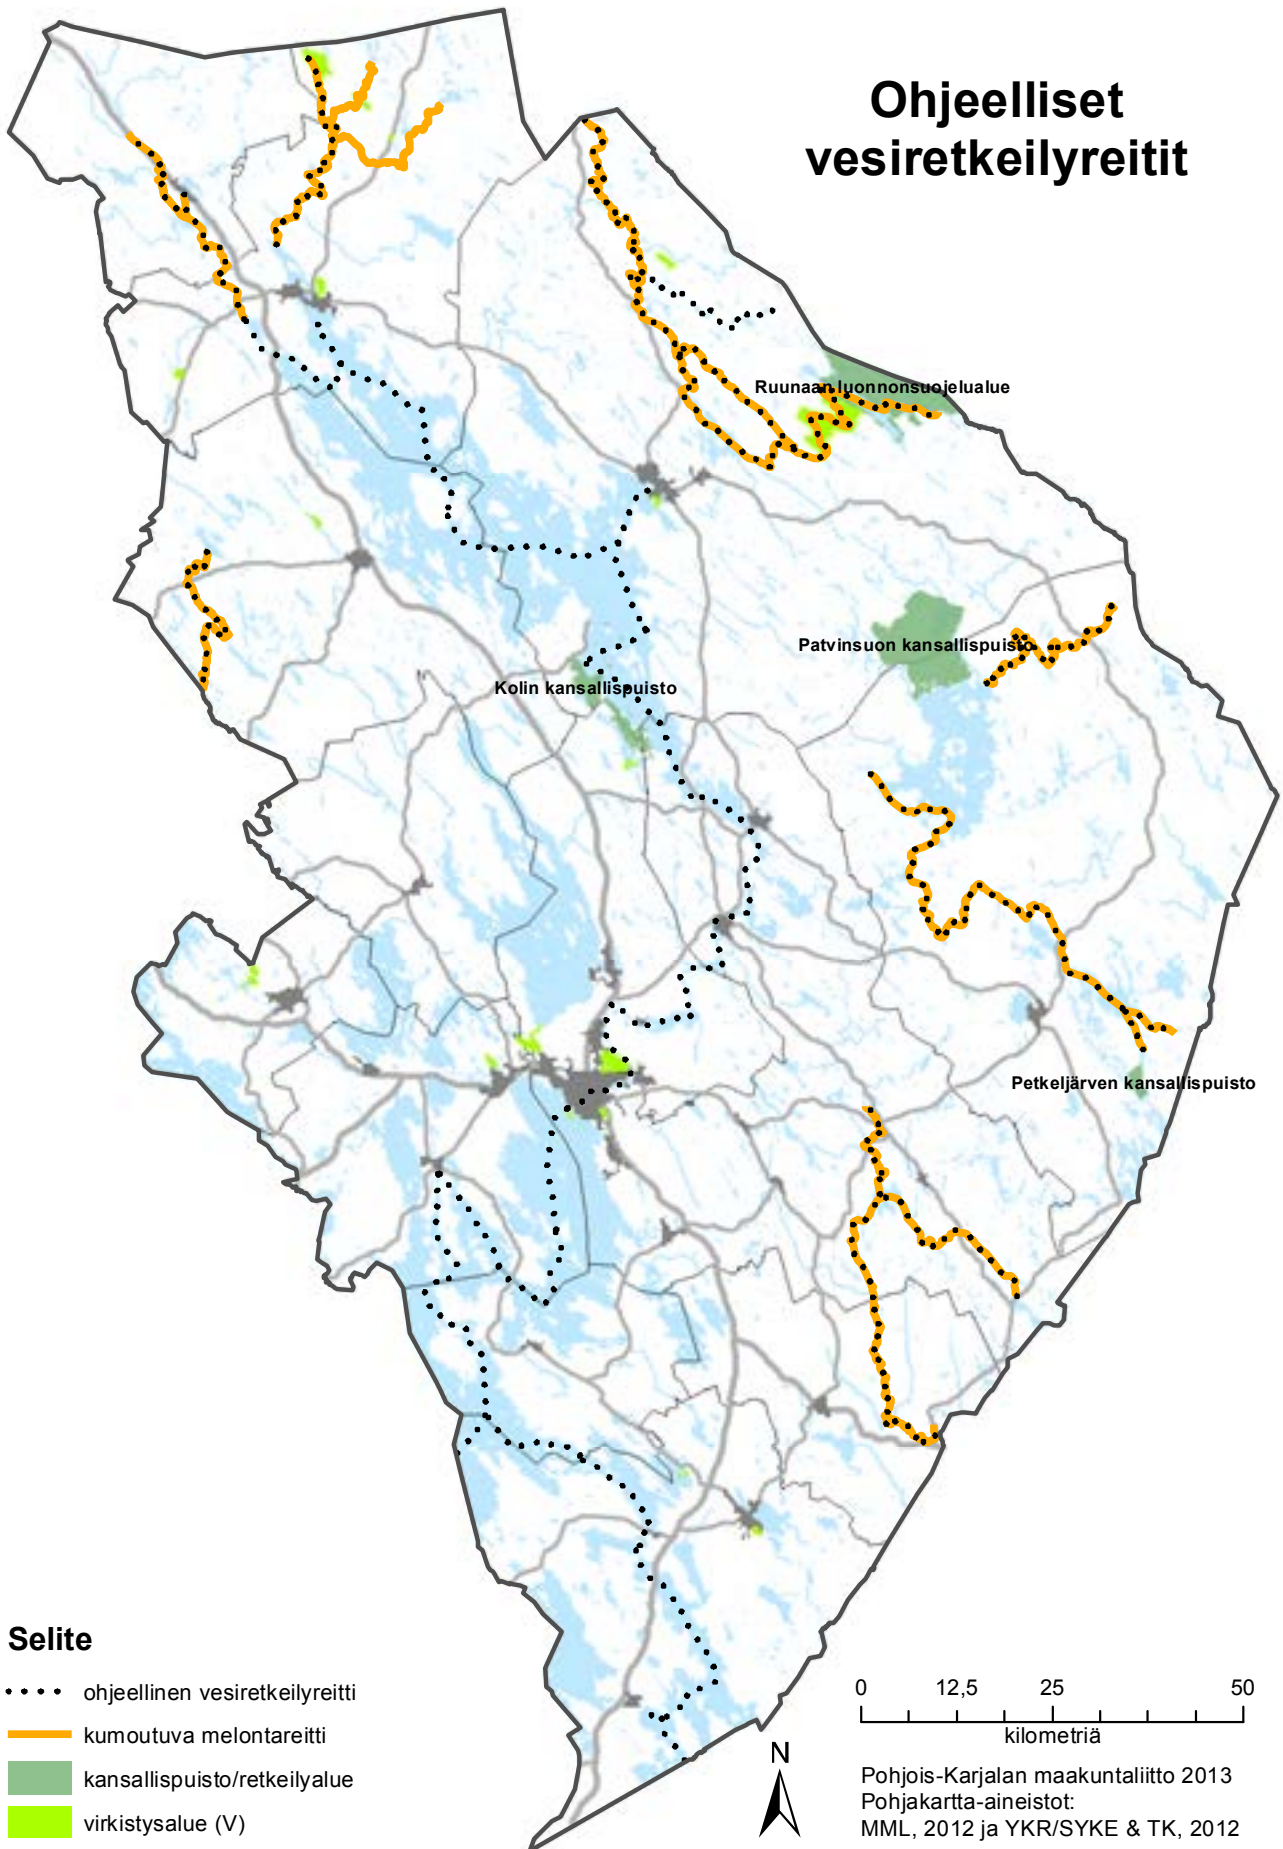 Ohjeelliset
vesiretkeilyreitit
Ruunaan luonnonsuojelualue
Patvinsuon kansallispuisto
Kolin kansallispuisto
Petkeljärven kansallispuisto
Selite
ohjeellinen vesiretkeilyreitti
kumoutuva melontareitti
kansallispuisto/retkeilyalue
virkistysalue (V)
N
0 12,5 25 50
kilometriä
Pohjois-Karjalan maakuntaliitto 2013
Pohjakartta-aineistot:
MML, 2012 ja YKR/SYKE & TK, 2012